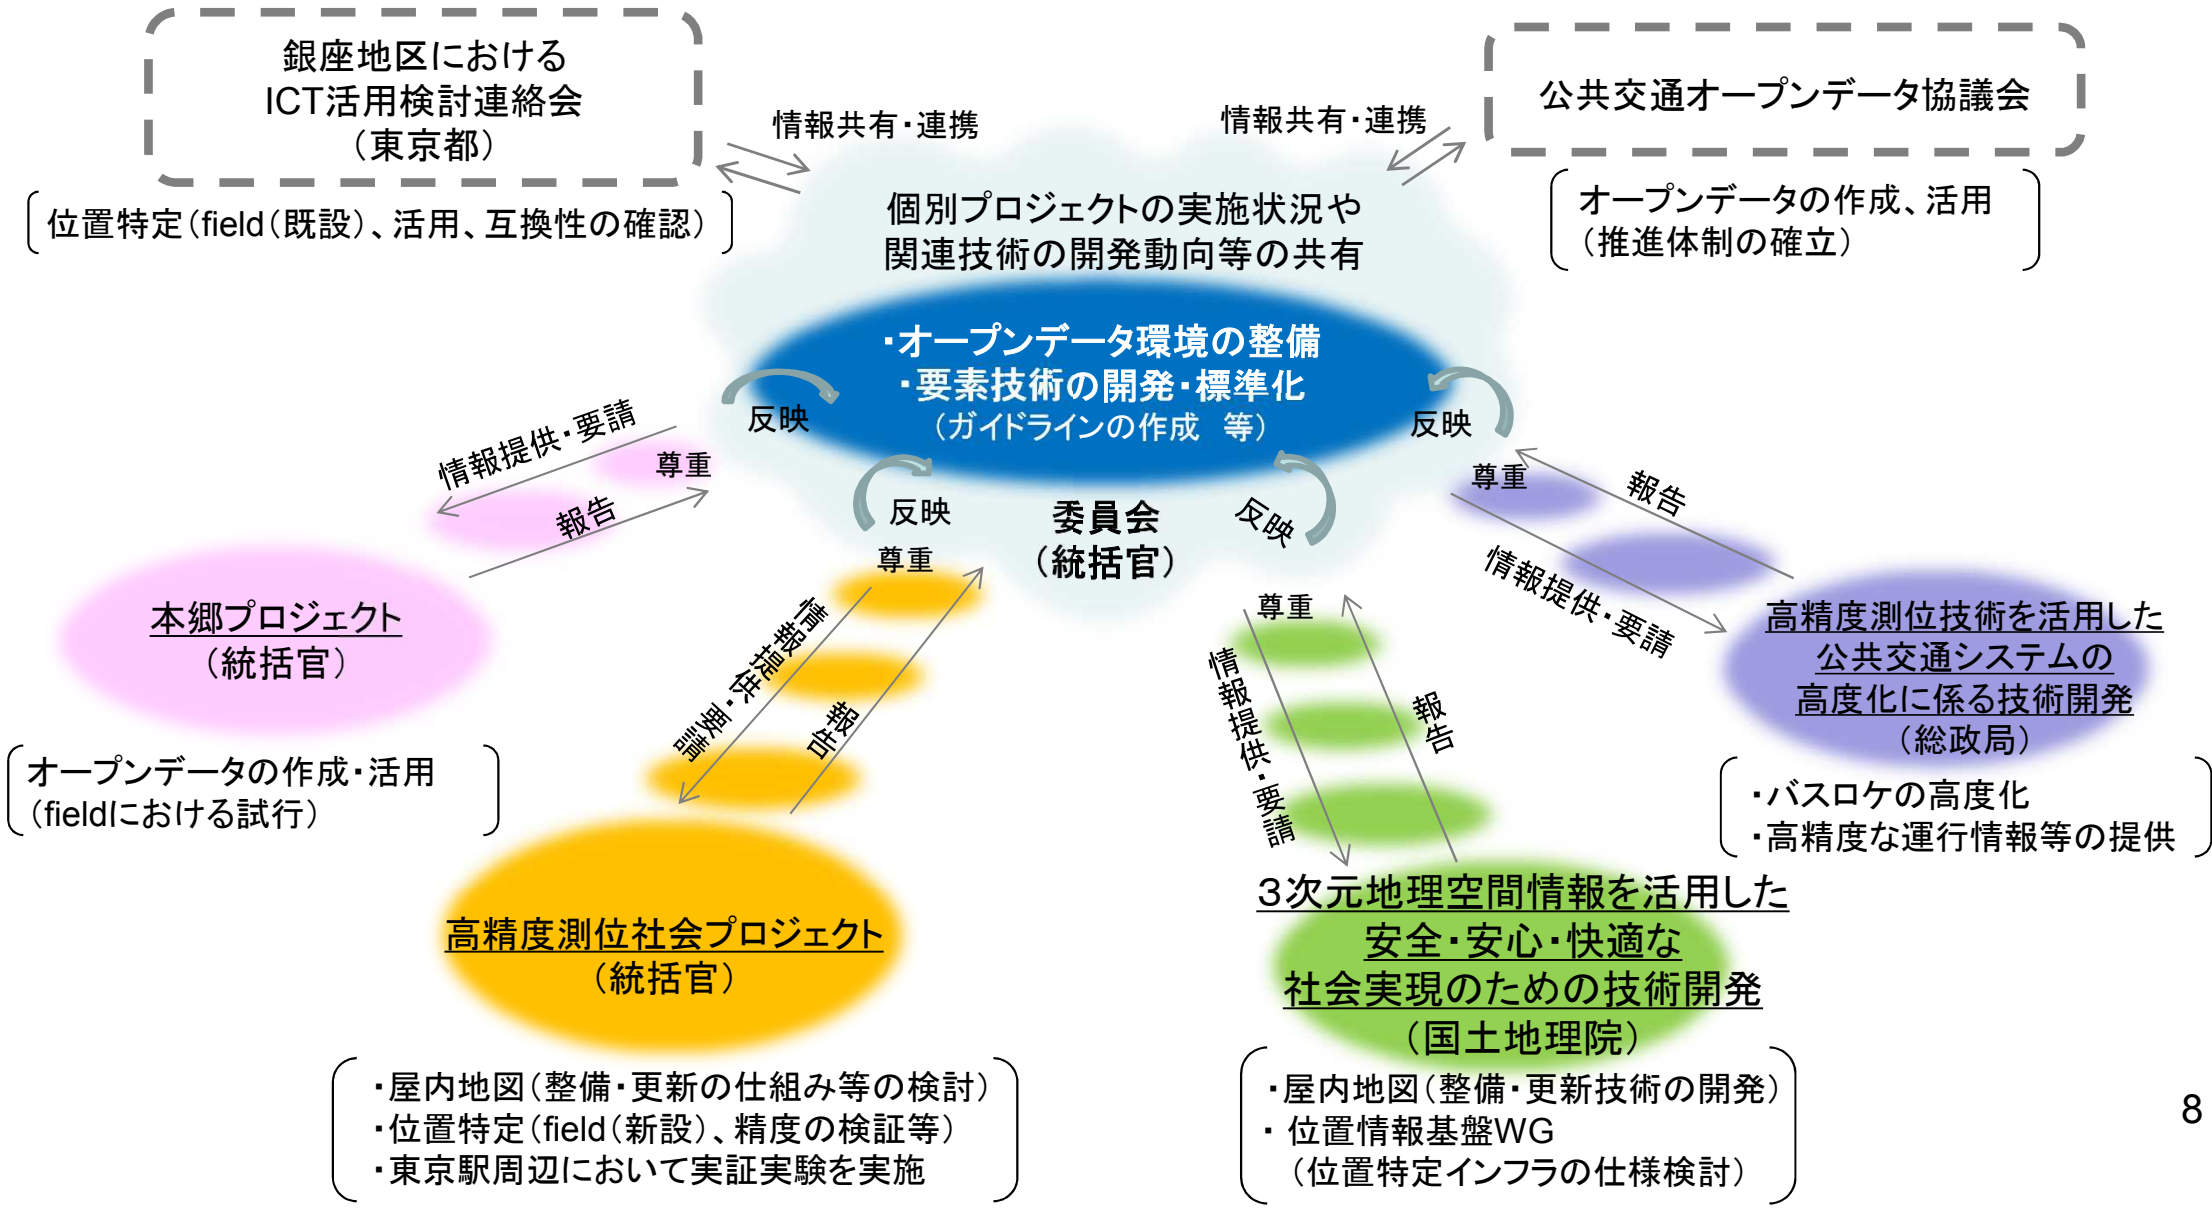 銀座地区における
ICT活用検討連絡会
（東京都）
情報共有・連携
情報共有・連携
公共交通オープンデータ協議会
位置特定（field（既設）、活用、互換性の確認）
個別プロジェクトの実施状況や
関連技術の開発動向等の共有
オープンデータの作成、活用
（推進体制の確立）
・オープンデータ環境の整備
・要素技術の開発・標準化
（ガイドラインの作成　等）
反映
反映
反映
反映
委員会
（統括官）
情報提供・要請
尊重
報告
本郷プロジェクト
（統括官）
オープンデータの作成・活用
（fieldにおける試行）
尊重
情報提供・要請
報告
高精度測位社会プロジェクト
（統括官）
・屋内地図（整備・更新の仕組み等の検討）
・位置特定（field（新設）、精度の検証等）
・東京駅周辺において実証実験を実施
尊重
情報提供・要請
報告
３次元地理空間情報を活用した
安全・安心・快適な
社会実現のための技術開発
（国土地理院）
・屋内地図（整備・更新技術の開発）
・ 位置情報基盤WG
（位置特定インフラの仕様検討）
尊重
報告
情報提供・要請
高精度測位技術を活用した
公共交通システムの
高度化に係る技術開発
（総政局）
・バスロケの高度化
・高精度な運行情報等の提供
8